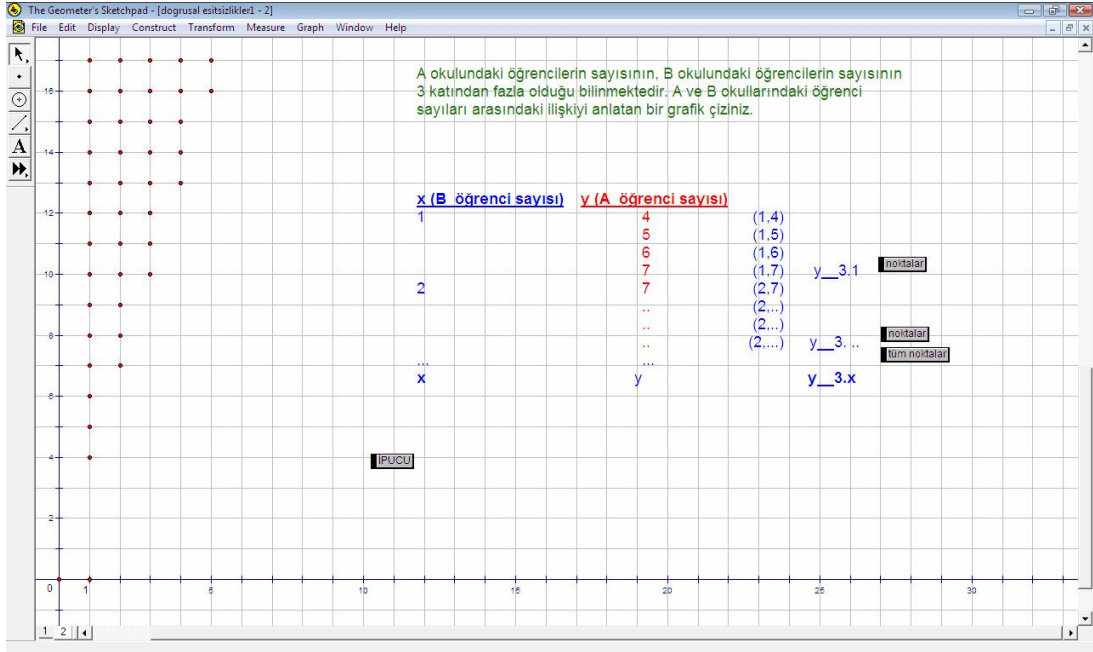 The Geometer's Sketchpad - [dogrusal esitsizlikler1 - 2]
File Edit Display Construct Transform Measure Graph Window Help
A okulundaki öğrencilerin sayısının, B okulundaki öğrencilerin sayısının
3 katından fazla olduğu bilinmektedir. A ve B okullarındaki öğrenci
sayıları arasındaki ilişkiyi anlatan bir grafik çiziniz.
x (B öğrenci sayısı) y (A öğrenci sayısı)
1 4 (1,4)
5 (1,5)
6 (1,6)
7 (1,7) y__3.1 noktalar
2 7 (2,7)
.. (2,..)
.. (2,..) noktalar
.. (2,...) y__3. ..
tüm noktalar
... ...
x y y__3.x
İPUCU
16
14
12
10
8
6
4
2
0 1 5 10 15 20 25 30
A
1 2